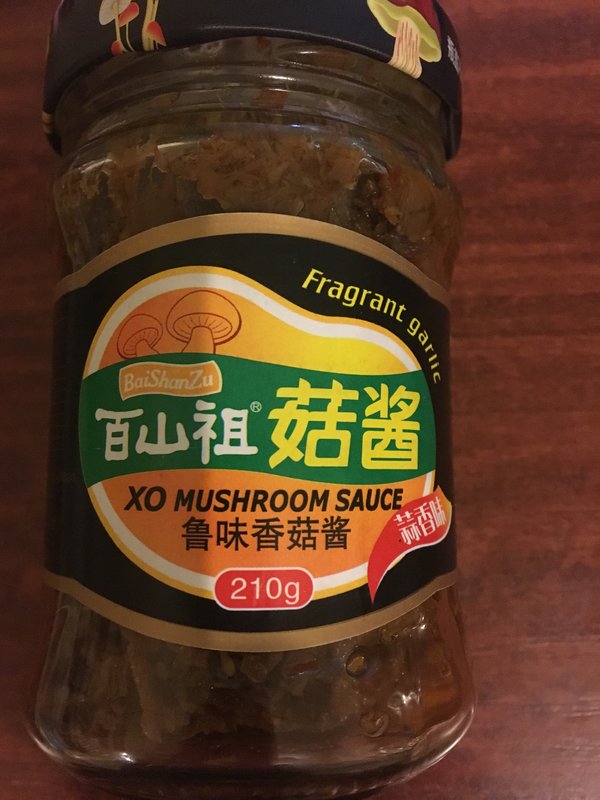 Fragrant garlic
BaiShanZu
百山祖® 菇酱
XO MUSHROOM SAUCE
鲁味香菇酱
蒜香味
210g